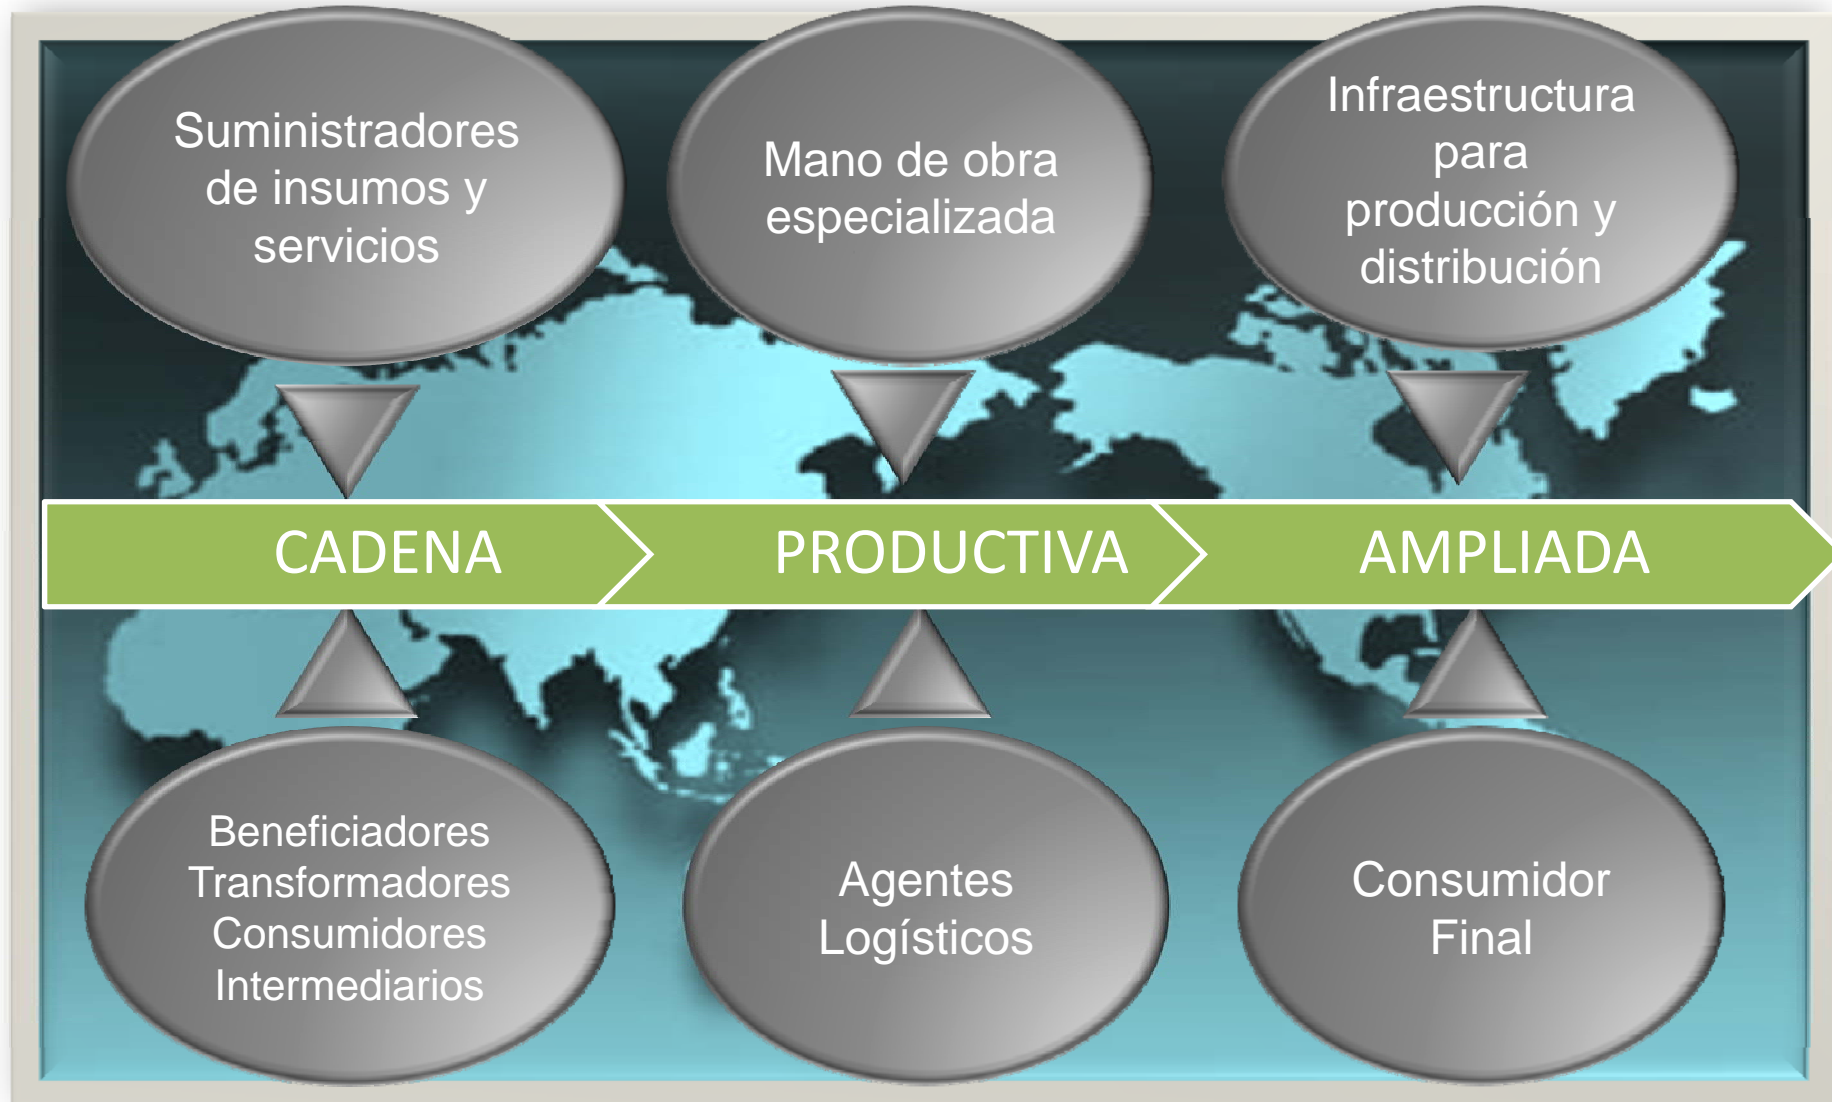 Suministradores
de insumos y
servicios
Mano de obra
especializada
Infraestructura
para
producción y
distribución
CADENA
PRODUCTIVA
AMPLIADA
Beneficiadores
Transformadores
Consumidores
Intermediarios
Agentes
Logísticos
Consumidor
Final